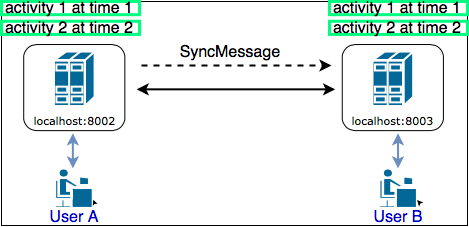 activity 1 at time 1
activity 2 at time 2
activity 1 at time 1
activity 2 at time 2
SyncMessage
localhost:8002
localhost:8003
User A
User B